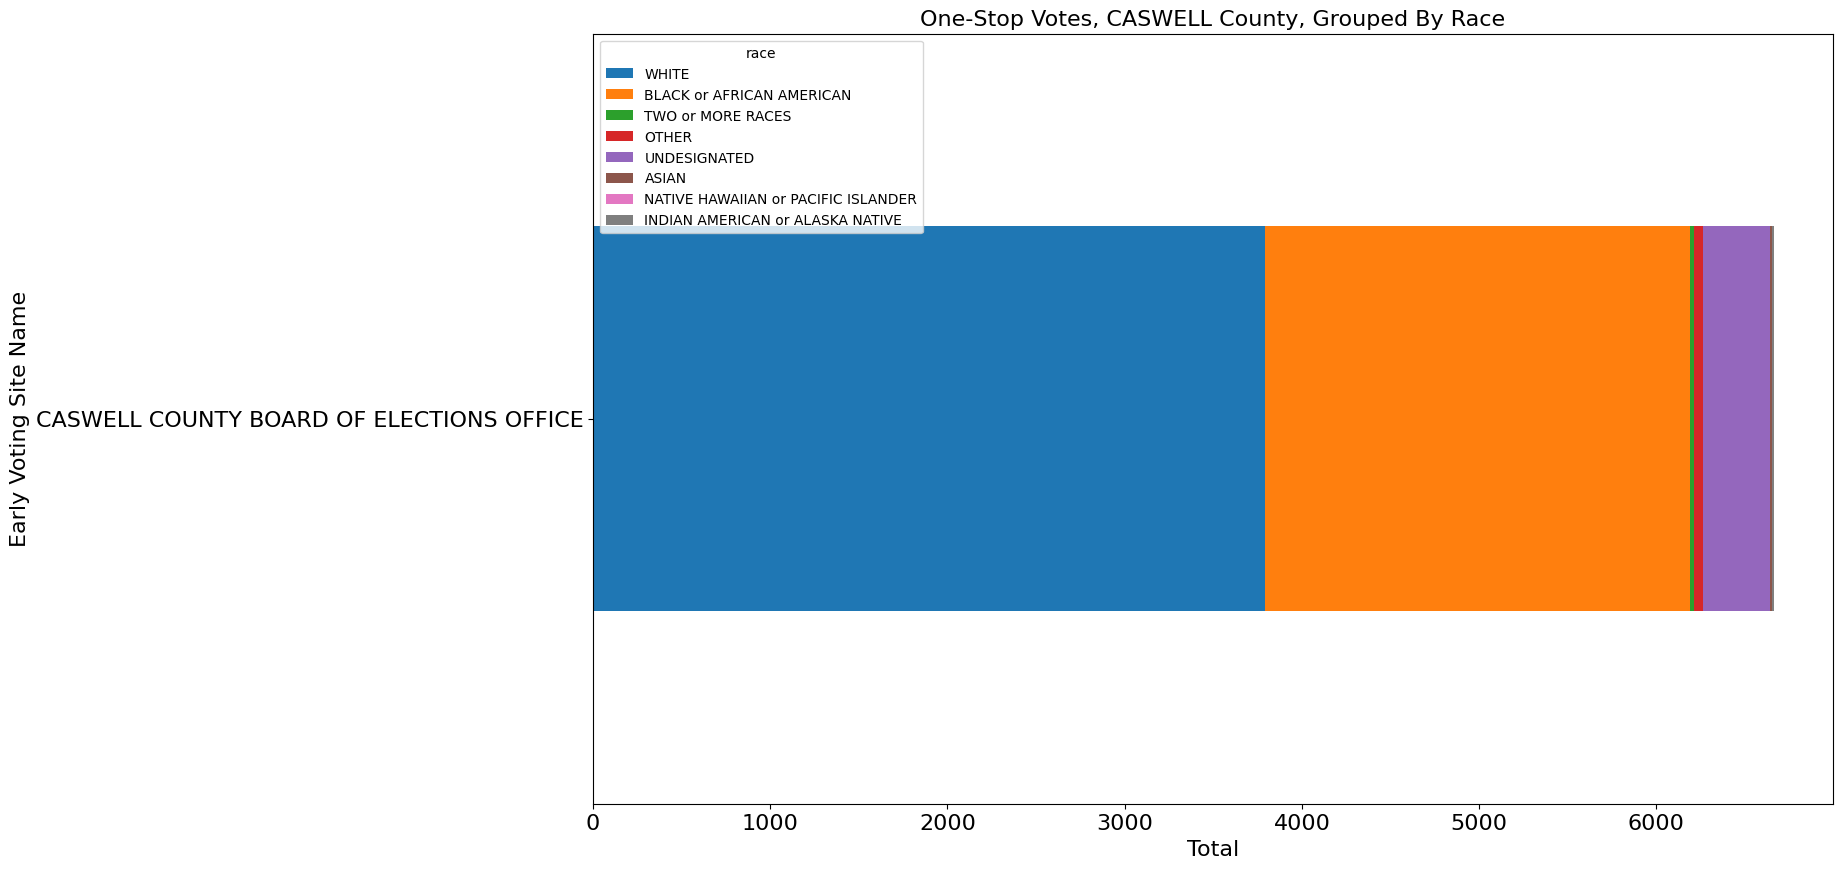 One-Stop Votes, CASWELL County, Grouped By Race
race
WHITE
BLACK or AFRICAN AMERICAN
TWO or MORE RACES
OTHER
UNDESIGNATED
ASIAN
NATIVE HAWAIIAN or PACIFIC ISLANDER
INDIAN AMERICAN or ALASKA NATIVE
Early Voting Site Name
CASWELL COUNTY BOARD OF ELECTIONS OFFICE
0 1000 2000 3000 4000 5000 6000
Total